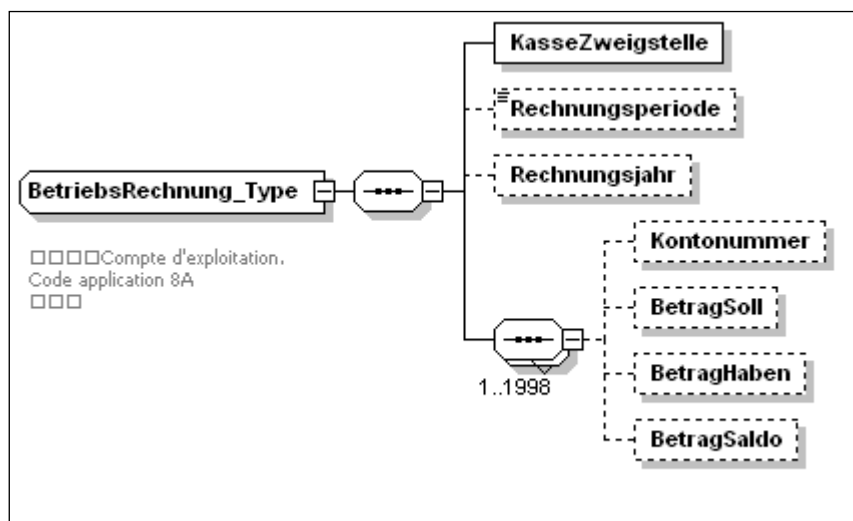 KasseZweigstelle
Rechnungsperiode
Rechnungsjahr
BetriebsRechnung_Type
□□□□Compte d'exploitation.
Code application 8A
□□□
Kontonummer
BetragSoll
BetragHaben
BetragSaldo
1..1998